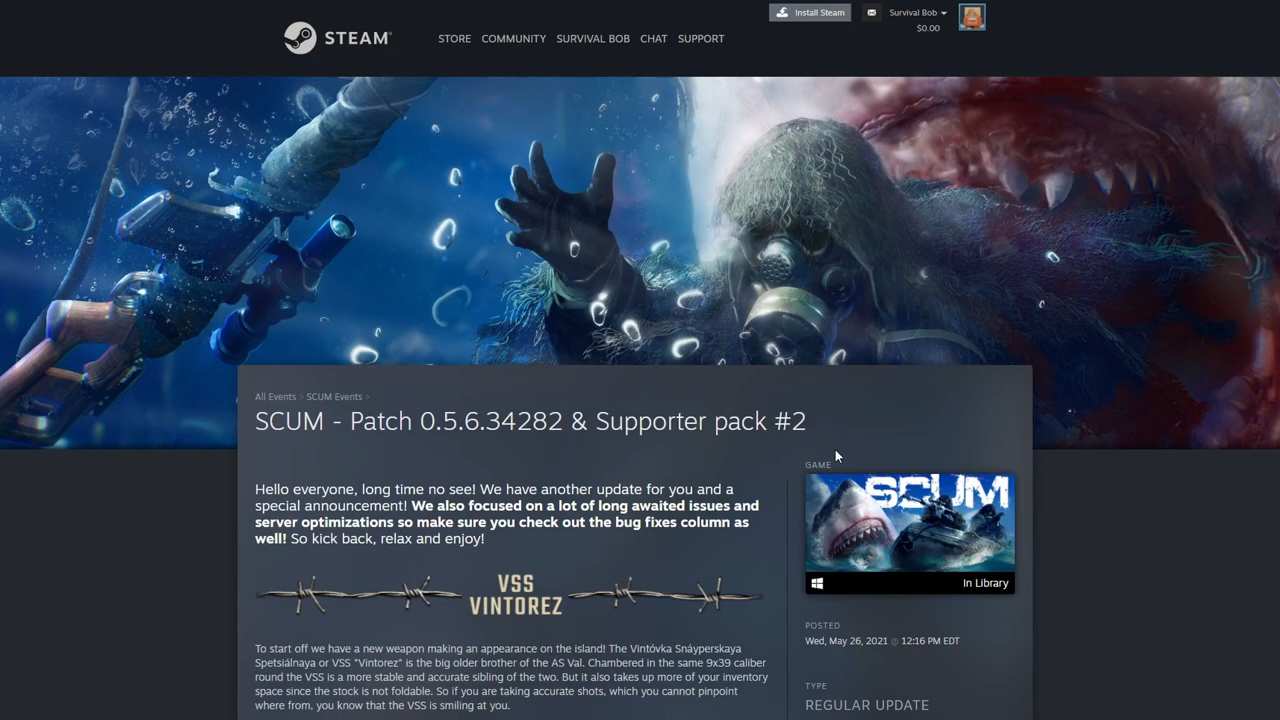 Install Steam
Survival Bob
$0.00
STEAM®
STORE COMMUNITY SURVIVAL BOB CHAT SUPPORT
All Events > SCUM Events >
SCUM - Patch 0.5.6.34282 & Supporter pack #2
Hello everyone, long time no see! We have another update for you and a
special announcement! We also focused on a lot of long awaited issues and
server optimizations so make sure you check out the bug fixes column as
well! So kick back, relax and enjoy!
VSS
VINTOREZ
To start off we have a new weapon making an appearance on the island! The Vintóvka Snáyperskaya
Spetsiálnaya or VSS "Vintorez" is the big older brother of the AS Val. Chambered in the same 9x39 caliber
round the VSS is a more stable and accurate sibling of the two. But it also takes up more of your inventory
space since the stock is not foldable. So if you are taking accurate shots, which you cannot pinpoint
where from, you know that the VSS is smiling at you.
GAME
SCUM
In Library
POSTED
Wed, May 26, 2021 @ 12:16 PM EDT
TYPE
REGULAR UPDATE